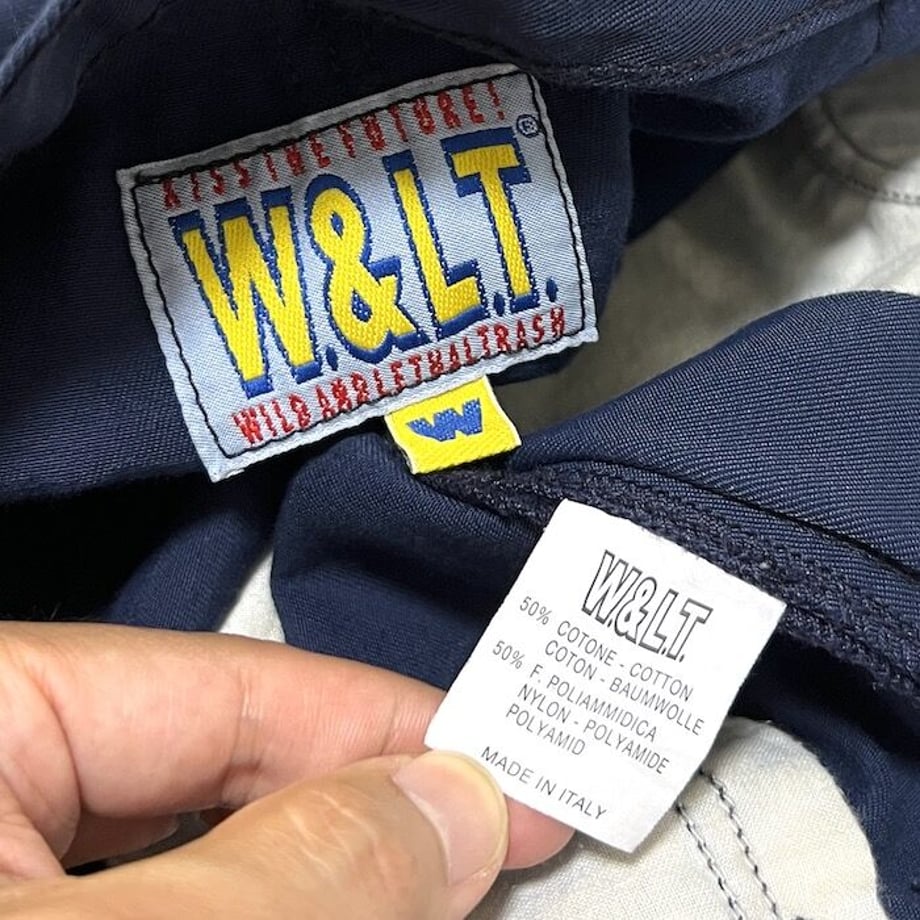 KISS THE FUTURE!
W.&L.T.®
WILD AND LETHAL TRASH
W
W.&L.T.
50% COTONE - COTTON
COTON - BAUMWOLLE
50% F. POLIAMMIDICA
NYLON - POLYAMIDE
POLYAMID
MADE IN ITALY